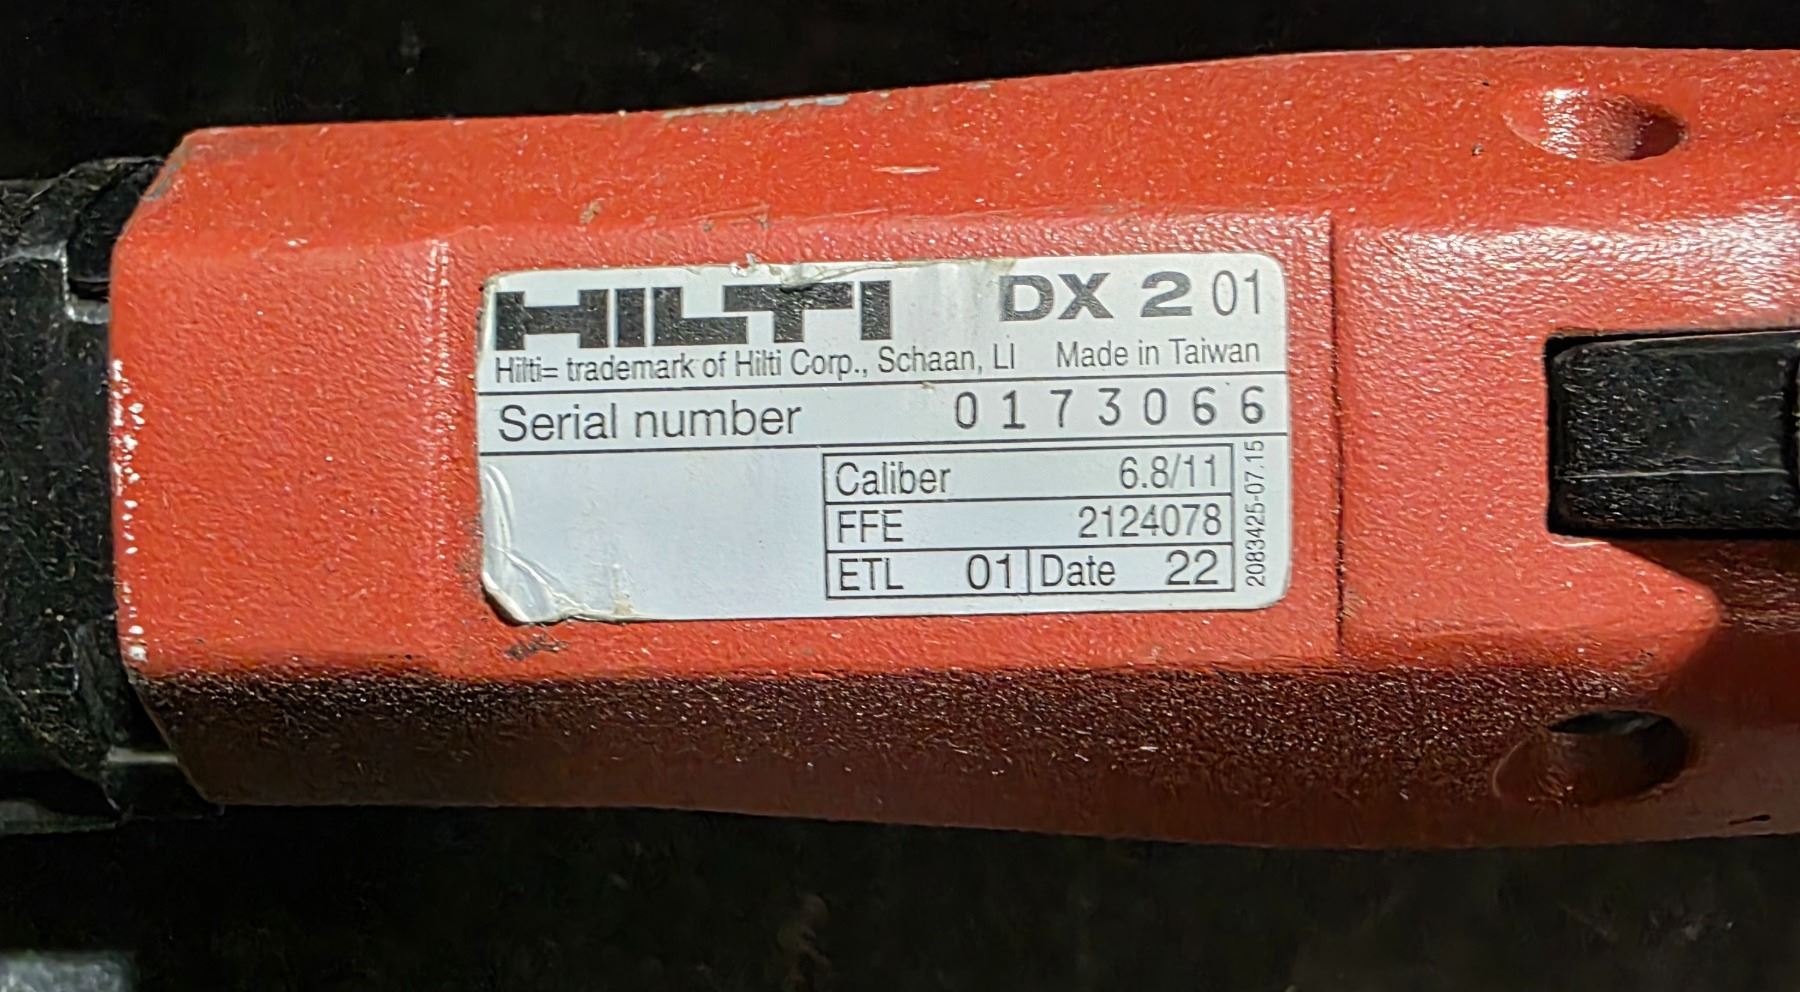 HILTI DX 2 01
Hilti= trademark of Hilti Corp., Schaan, LI Made in Taiwan
Serial number 0173066
Caliber 6.8/11
FFE 2124078
ETL 01 Date 22
2083425-07.15